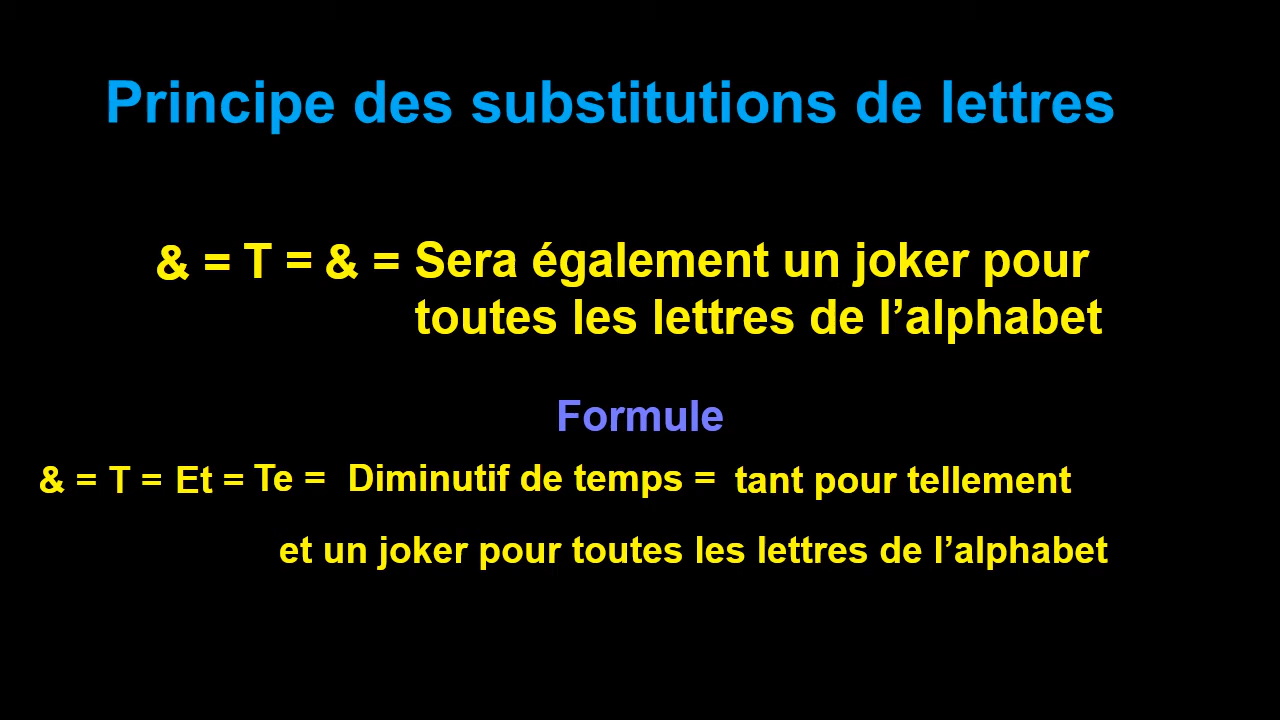 Principe des substitutions de lettres
& = T = & = Sera également un joker pour
toutes les lettres de l’alphabet
Formule
& = T = Et = Te = Diminutif de temps = tant pour tellement
et un joker pour toutes les lettres de l’alphabet